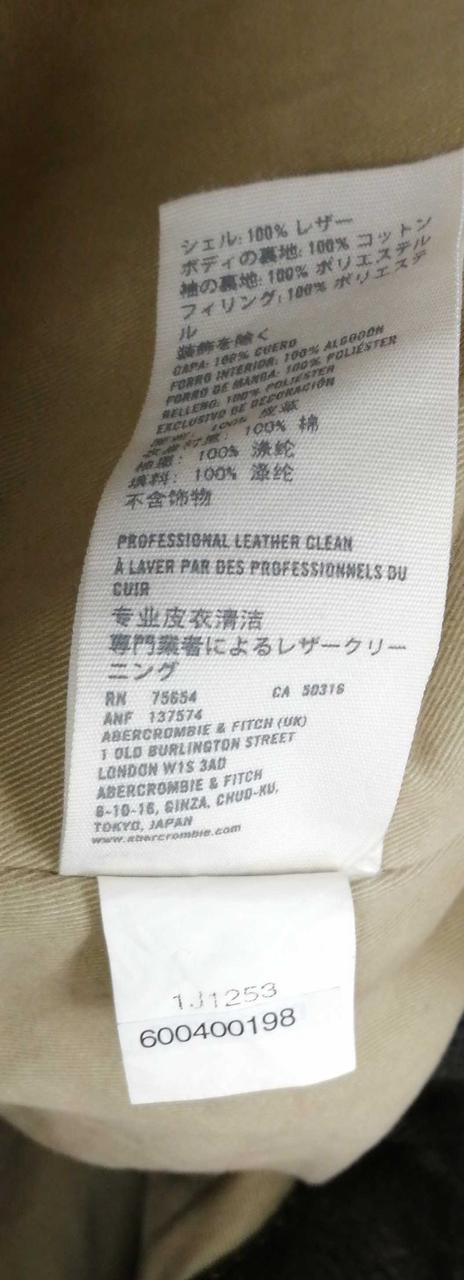 シェル: 100% レザー
ボディの裏地: 100% コットン
袖の裏地: 100% ポリエステル
フィリング: 100% ポリエステ
ル
装飾を除く
CAPA: 100% CUERO
FORRO INTERIOR: 100% ALGODON
FORRO DE MANGA: 100% POLIÉSTER
RELLENO: 100% POLIÉSTER
EXCLUSIVO DE DECORACIÓN
100% 皮革
100% 棉
袖里: 100% 涤纶
填料: 100% 涤纶
不含饰物
PROFESSIONAL LEATHER CLEAN
À LAVER PAR DES PROFESSIONNELS DU
CUIR
专业皮衣清洁
専門業者によるレザークリー
ニング
RN 75654 CA 50316
ANF 137574
ABERCROMBIE & FITCH (UK)
1 OLD BURLINGTON STREET
LONDON W1S 3AD
ABERCROMBIE & FITCH
6-10-16, GINZA, CHUO-KU,
TOKYO, JAPAN
www.abercrombie.com
1J1253
600400198